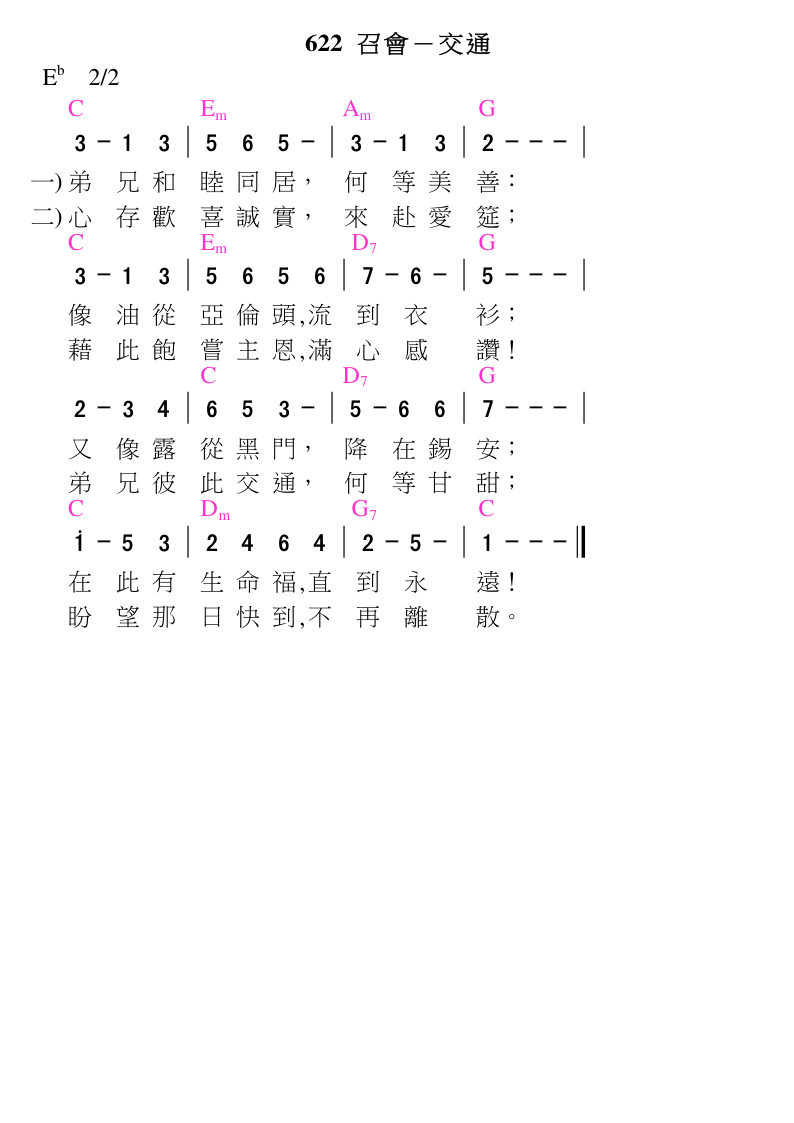 622 召會－交通
E♭ 2/2
C Em Am G
3 - 1 3 | 5 6 5 - | 3 - 1 3 | 2 - - - |
一) 弟 兄 和 睦 同 居， 何 等 美 善：
二) 心 存 歡 喜 誠 實， 來 赴 愛 筵；
C Em D7 G
3 - 1 3 | 5 6 5 6 | 7 - 6 - | 5 - - - |
像 油 從 亞 倫 頭,流 到 衣 衫；
藉 此 飽 嘗 主 恩,滿 心 感 讚！
C D7 G
2 - 3 4 | 6 5 3 - | 5 - 6 6 | 7 - - - |
又 像 露 從 黑 門， 降 在 錫 安；
弟 兄 彼 此 交 通， 何 等 甘 甜；
C Dm G7 C
i - 5 3 | 2 4 6 4 | 2 - 5 - | 1 - - - ‖
在 此 有 生 命 福,直 到 永 遠！
盼 望 那 日 快 到,不 再 離 散。